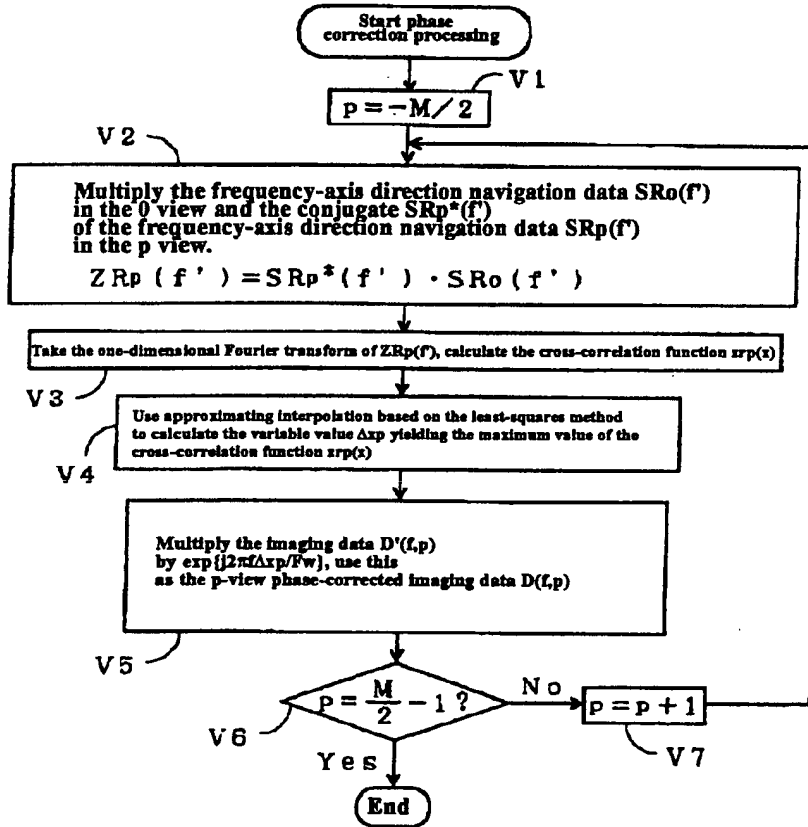 Start phase
correction processing
V1
p=-M/2
V2
Multiply the frequency-axis direction navigation data SRo(f')
in the 0 view and the conjugate SRp*(f')
of the frequency-axis direction navigation data SRp(f')
in the p view.
ZRp(f')=SRp*(f')·SRo(f')
Take the one-dimensional Fourier transform of ZRp(f'), calculate the cross-correlation function zrp(x)
V3
Use approximating interpolation based on the least-squares method
to calculate the variable value Δxp yielding the maximum value of the
cross-correlation function zrp(x)
V4
Multiply the imaging data D'(f,p)
by exp{j2πfΔxp/Fw}, use this
as the p-view phase-corrected imaging data D(f,p)
V5
p=M/2-1?
No
p=p+1
V6
V7
Yes
End